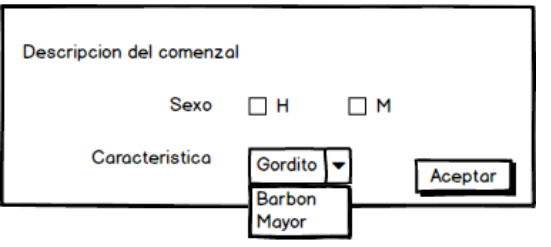 Descripcion del comenzal
Sexo H M
Caracteristica Gordito
Aceptar
Barbon
Mayor